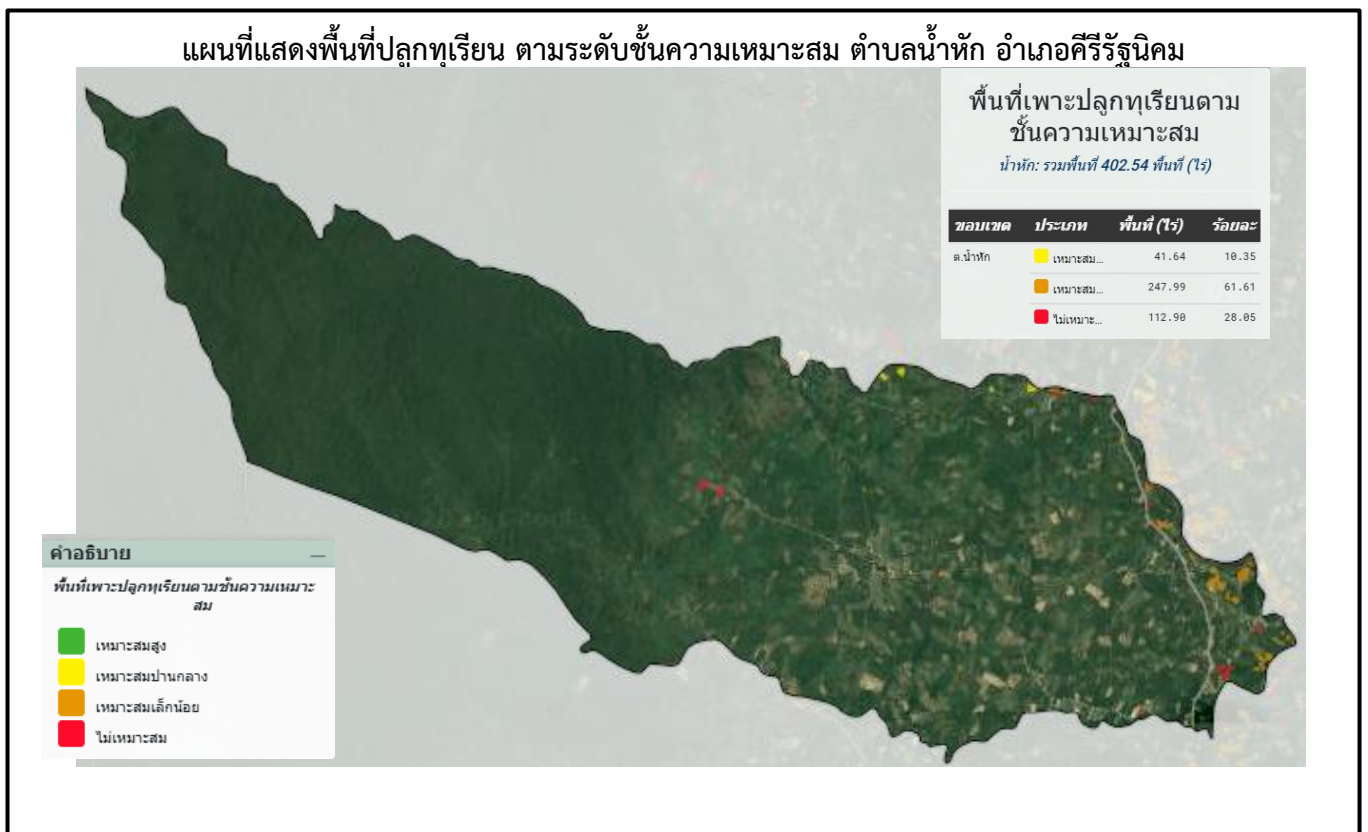 แผนที่แสดงพื้นที่ปลูกทุเรียน ตามระดับชั้นความเหมาะสม ตำบลน้ำหัก อำเภอคีรีรัฐนิคม
พื้นที่เพาะปลูกทุเรียนตาม
ชั้นความเหมาะสม
น้ำหัก: รวมพื้นที่ 402.54 พื้นที่ (ไร่)
ขอบเขต ประเภท พื้นที่ (ไร่) ร้อยละ
ต.น้ำหัก เหมาะสม... 41.64 10.35
เหมาะสม... 247.99 61.61
ไม่เหมาะ... 112.90 28.05
คำอธิบาย
พื้นที่เพาะปลูกทุเรียนตามชั้นความเหมาะ
สม
เหมาะสมสูง
เหมาะสมปานกลาง
เหมาะสมเล็กน้อย
ไม่เหมาะสม